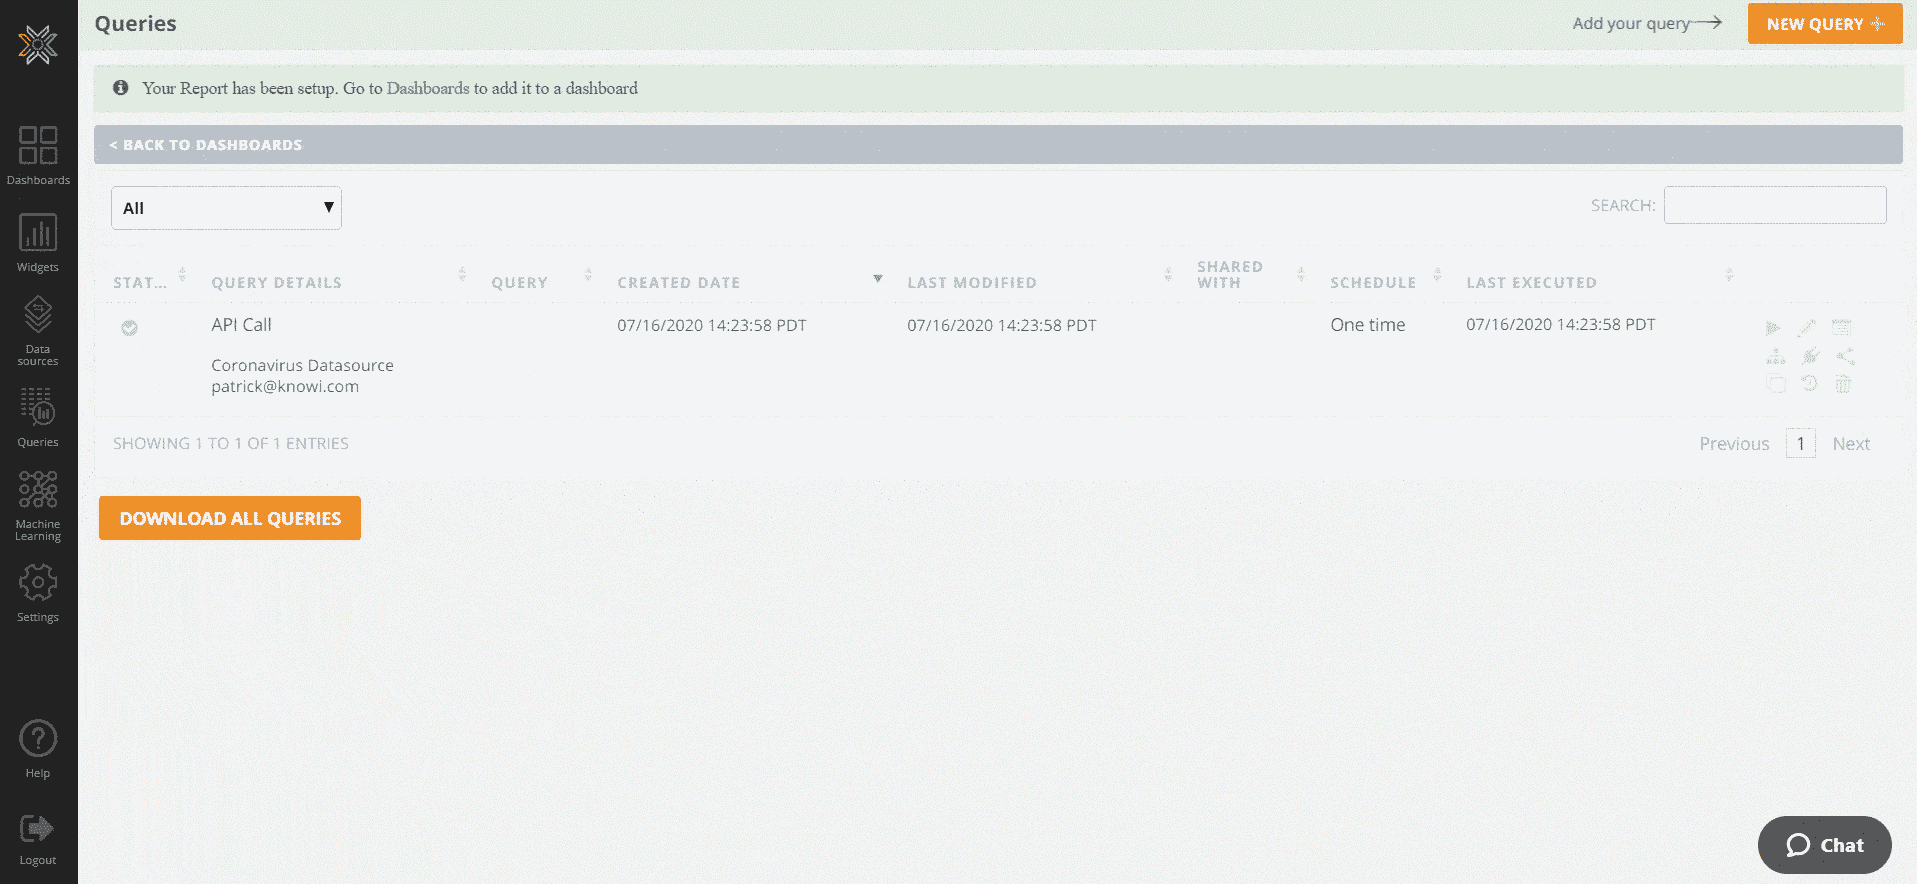 Queries
Add your query
NEW QUERY +
Your Report has been setup. Go to Dashboards to add it to a dashboard
< BACK TO DASHBOARDS
All
SEARCH:
STAT...
QUERY DETAILS
QUERY
CREATED DATE
LAST MODIFIED
SHARED
WITH
SCHEDULE
LAST EXECUTED
API Call
07/16/2020 14:23:58 PDT
07/16/2020 14:23:58 PDT
One time
07/16/2020 14:23:58 PDT
Coronavirus Datasource
patrick@knowi.com
SHOWING 1 TO 1 OF 1 ENTRIES
Previous
1
Next
DOWNLOAD ALL QUERIES
Dashboards
Widgets
Data
sources
Queries
Machine
Learning
Settings
Help
Logout
Chat